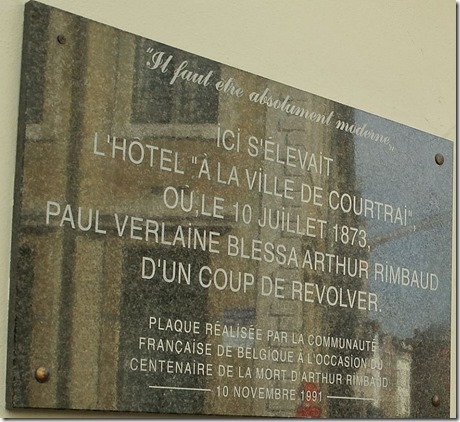 "Il faut etre absolument moderne„
ICI S'ÉLEVAIT
L'HÔTEL "À LA VILLE DE COURTRAI",
OÙ, LE 10 JUILLET 1873,
PAUL VERLAINE BLESSA ARTHUR RIMBAUD
D'UN COUP DE REVOLVER.
PLAQUE RÉALISÉE PAR LA COMMUNAUTÉ
FRANÇAISE DE BELGIQUE À L'OCCASION DU
CENTENAIRE DE LA MORT D'ARTHUR RIMBAUD
10 NOVEMBRE 1991